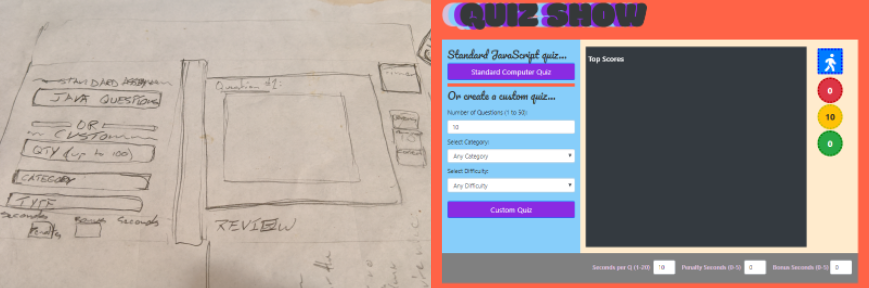 STANDARD
JAVA QUESTIONS
OR
CUSTOM
QTY (up to 100)
CATEGORY
TYPE
Seconds
Bonus Seconds
Penalty
Question #2:
REVIEW
QUIZ SHOW
Standard JavaScript quiz...
Standard Computer Quiz
Or create a custom quiz...
Number of Questions (1 to 50):
10
Select Category:
Any Category
Select Difficulty:
Any Difficulty
Custom Quiz
Top Scores
0
10
0
Seconds per Q (1-20)
10
Penalty Seconds (0-5)
0
Bonus Seconds (0-5)
0